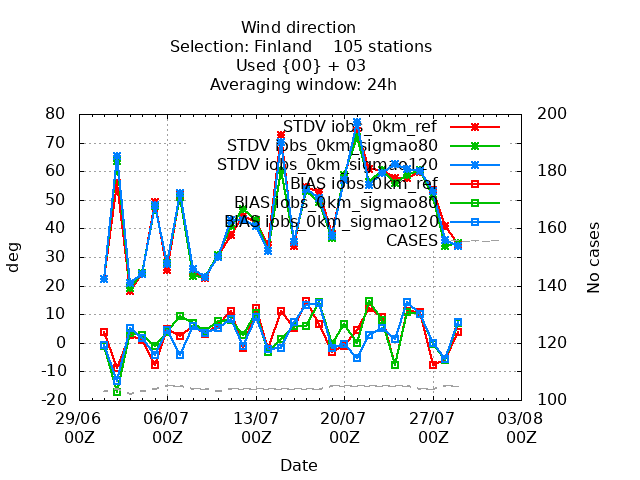 Wind direction
Selection: Finland    105 stations
Used {00} + 03
Averaging window: 24h
80 200
STDV iobs_0km_ref
70
STDV iobs_0km_sigmao80
60 180
STDV iobs_0km_sigmao120
BIAS iobs_0km_ref
50
BIAS iobs_0km_sigmao80
40 160
BIAS iobs_0km_sigmao120
CASES
30
20 140
10
0 120
-10
-20 100
deg
No cases
29/06 06/07 13/07 20/07 27/07 03/08
00Z 00Z 00Z 00Z 00Z 00Z
Date